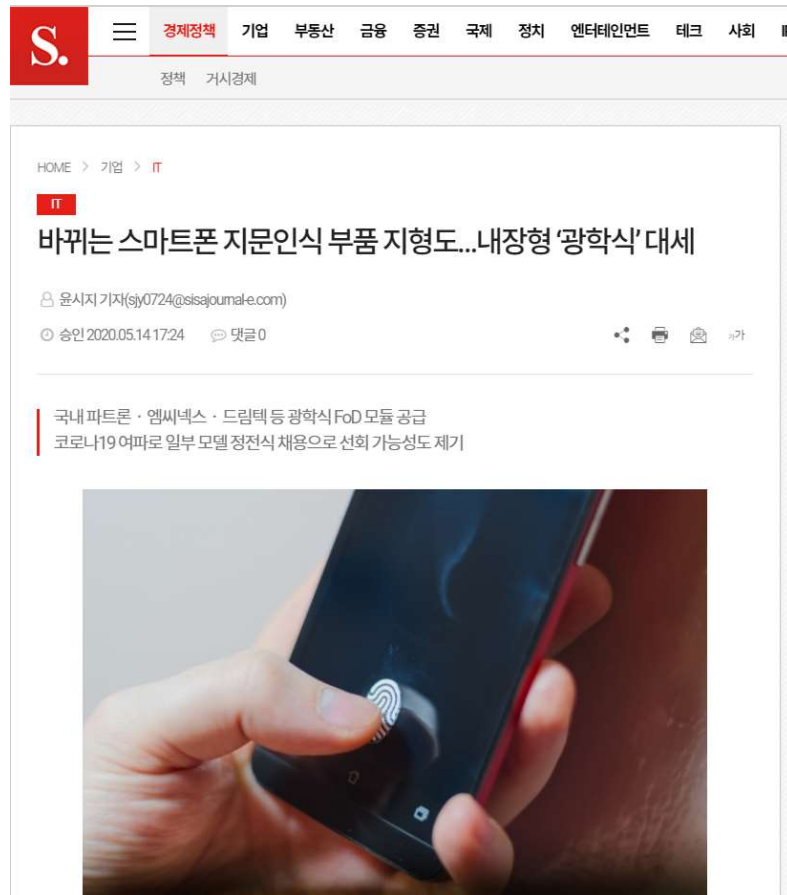 S.
경제정책 기업 부동산 금융 증권 국제 정치 엔터테인먼트 테크 사회
정책 거시경제
HOME > 기업 > IT
IT
바뀌는 스마트폰 지문인식 부품 지형도...내장형 ‘광학식’ 대세
윤시지 기자(sjy0724@sisajournal-e.com)
승인 2020.05.14 17:24 댓글 0
가
국내 파트론 · 엠씨넥스 · 드림텍 등 광학식 FoD 모듈 공급
코로나19 여파로 일부 모델 정전식 채용으로 선회 가능성도 제기